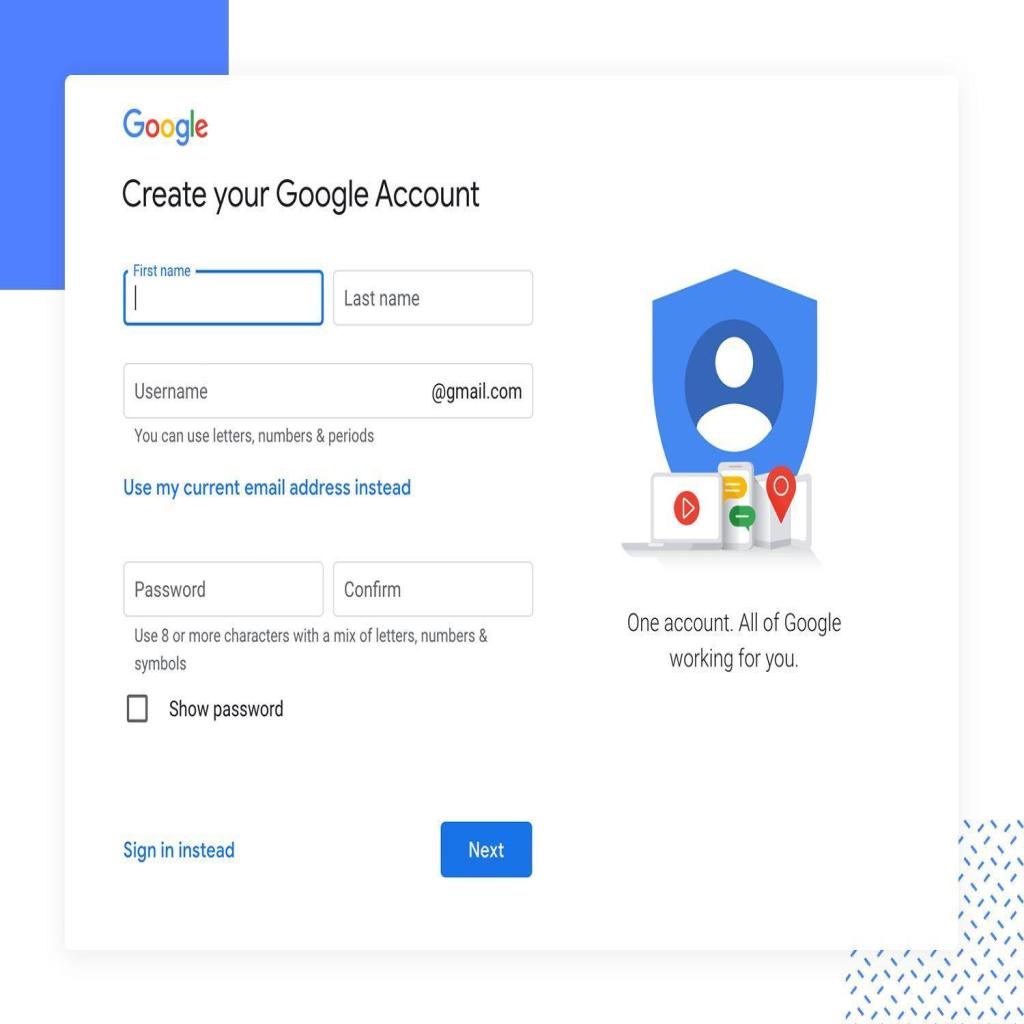 Google
Create your Google Account
First name
Last name
Username
@gmail.com
You can use letters, numbers & periods
Use my current email address instead
Password
Confirm
Use 8 or more characters with a mix of letters, numbers &
symbols
Show password
Sign in instead
Next
One account. All of Google
working for you.